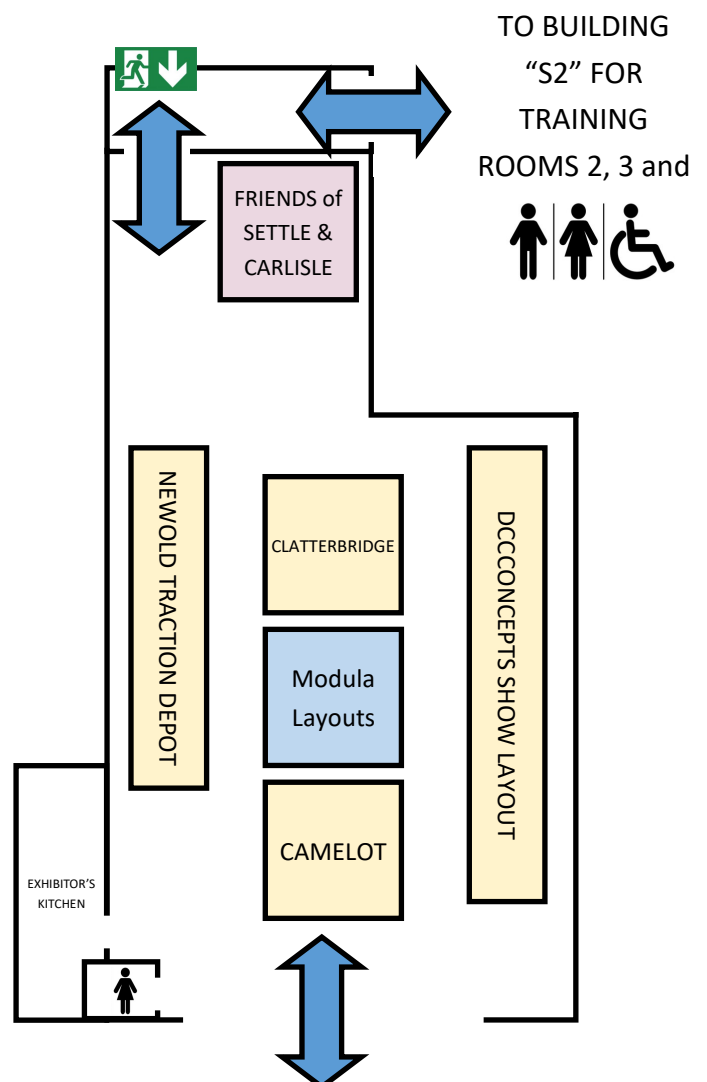 TO BUILDING
“S2” FOR
TRAINING
ROOMS 2, 3 and
FRIENDS of
SETTLE &
CARLISLE
NEWOLD TRACTION DEPOT
CLATTERBRIDGE
DCCCONCEPTS SHOW LAYOUT
Modula
Layouts
CAMELOT
EXHIBITOR’S
KITCHEN